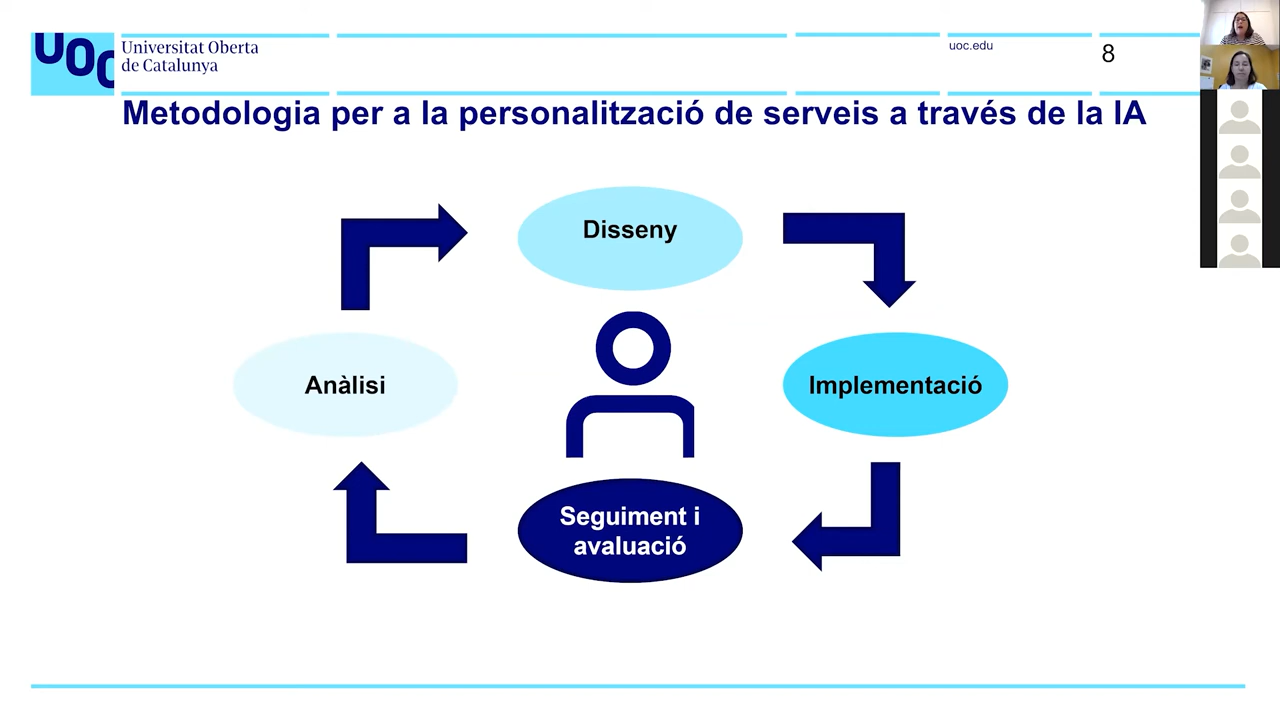 UOC
Universitat Oberta
de Catalunya
uoc.edu
8
Metodologia per a la personalització de serveis a través de la IA
Disseny
Anàlisi
Implementació
Seguiment i
avaluació